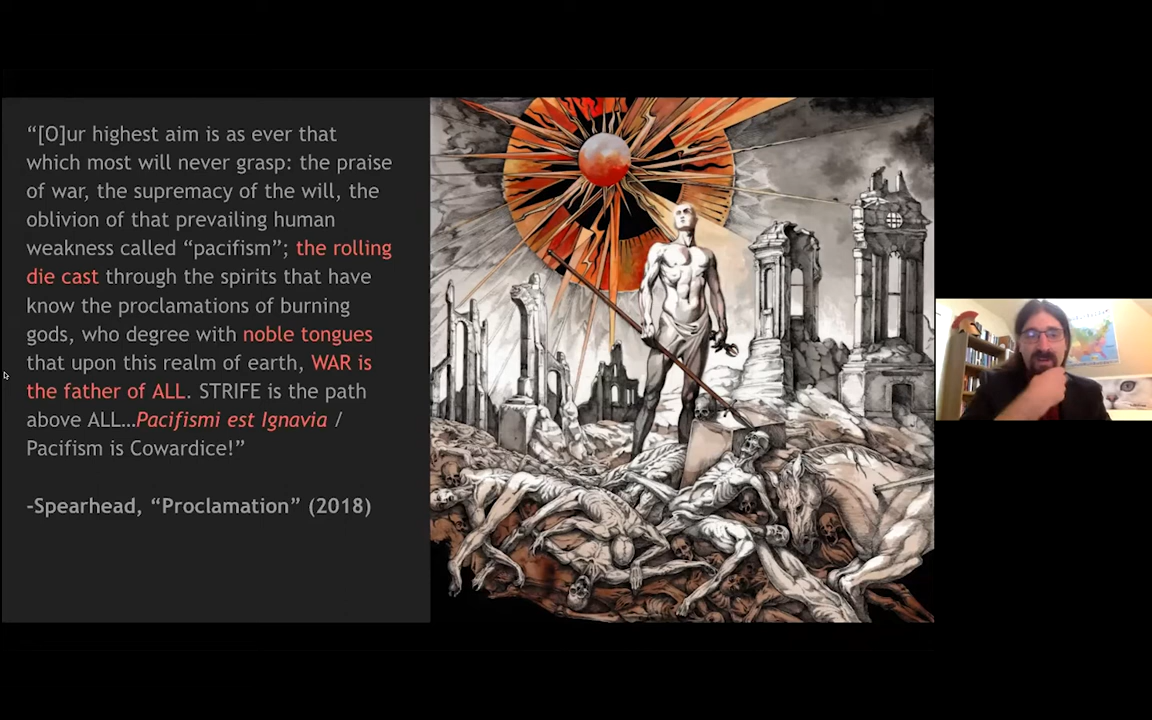 “[O]ur highest aim is as ever that
which most will never grasp: the praise
of war, the supremacy of the will, the
oblivion of that prevailing human
weakness called “pacifism”; the rolling
die cast through the spirits that have
know the proclamations of burning
gods, who degree with noble tongues
that upon this realm of earth, WAR is
the father of ALL. STRIFE is the path
above ALL…Pacifismi est Ignavia /
Pacifism is Cowardice!”
-Spearhead, “Proclamation” (2018)